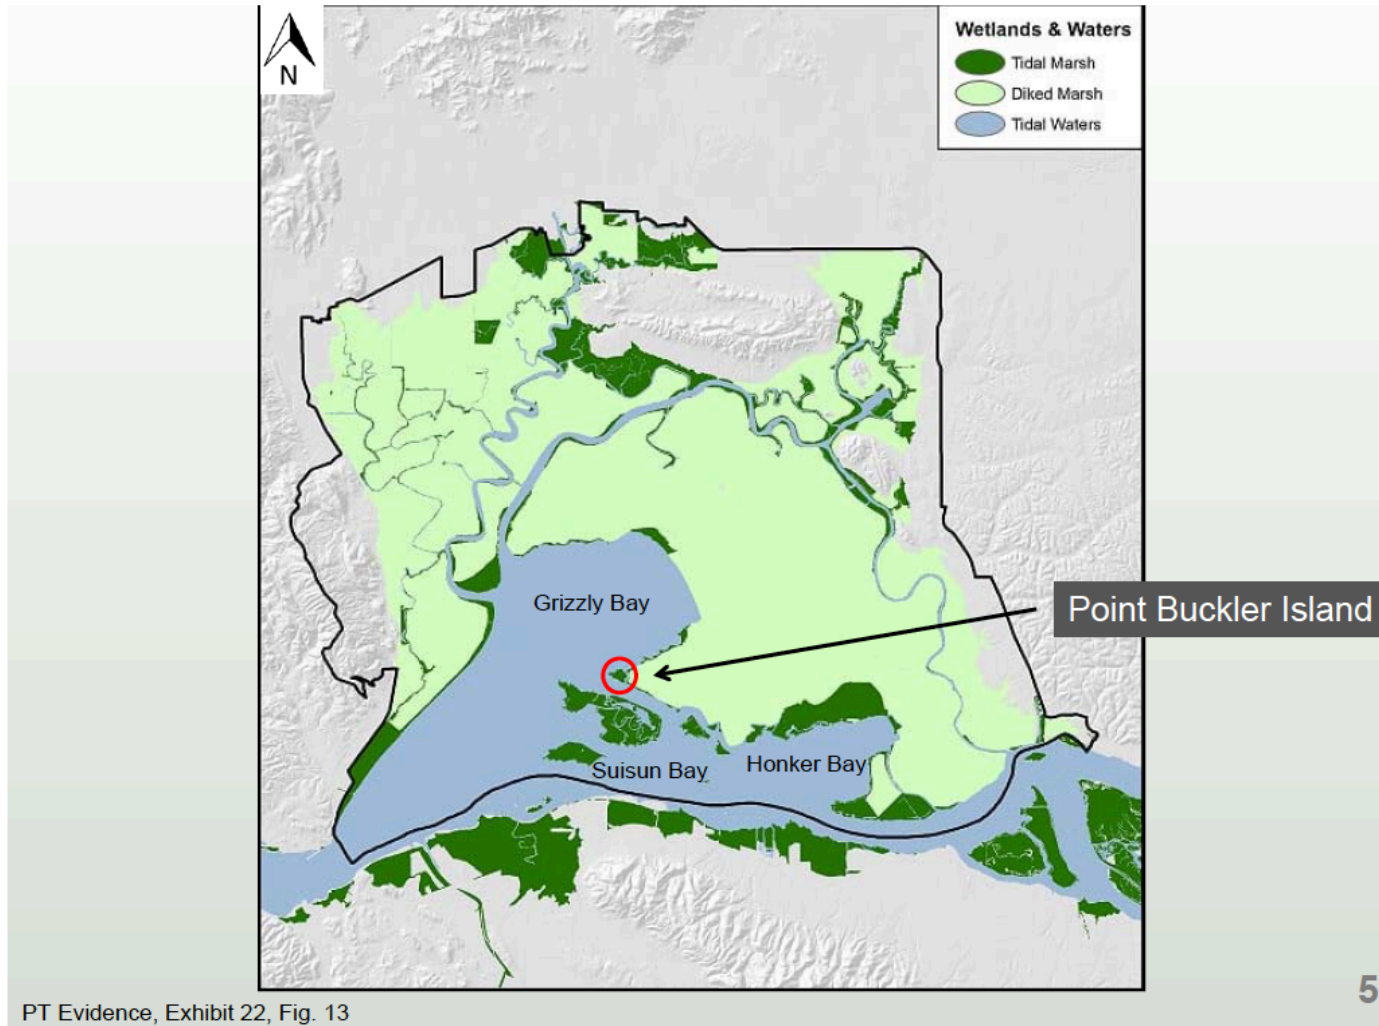 N
Wetlands & Waters
Tidal Marsh
Diked Marsh
Tidal Waters
Grizzly Bay
Point Buckler Island
Suisun Bay
Honker Bay
PT Evidence, Exhibit 22, Fig. 13
5